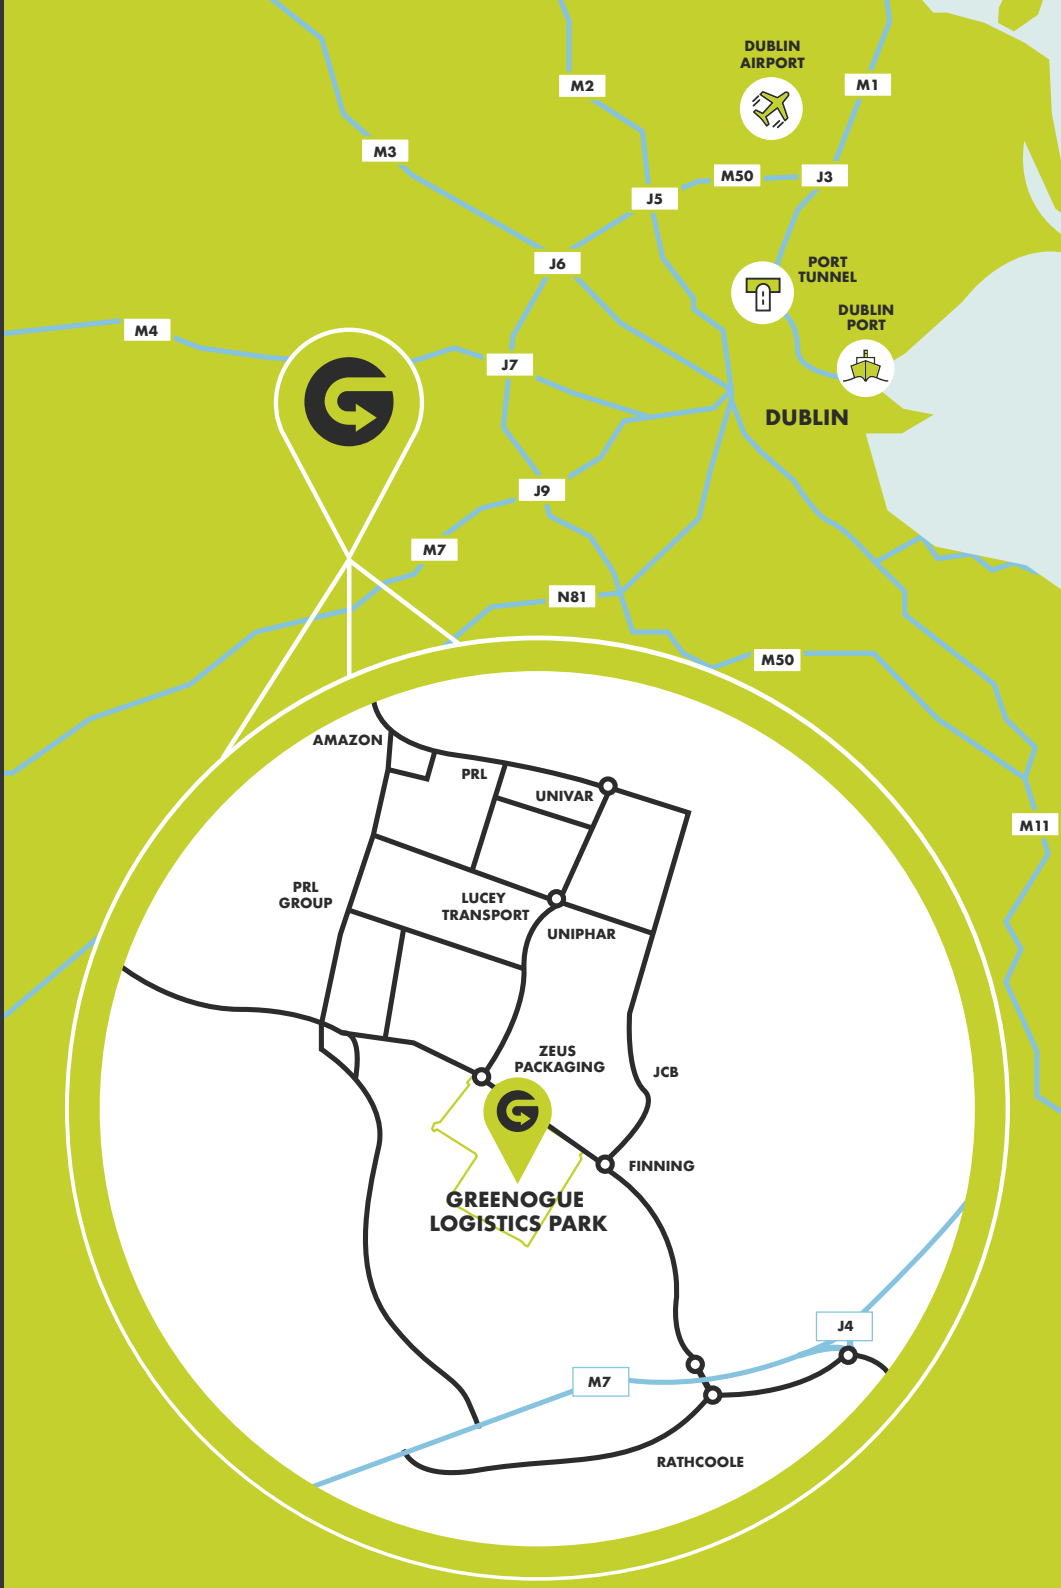 DUBLIN
AIRPORT
M2
M1
M3
M50
J3
J5
J6
PORT
TUNNEL
DUBLIN
PORT
M4
J7
DUBLIN
J9
M7
N81
M50
M11
AMAZON
PRL
UNIVAR
PRL
GROUP
LUCEY
TRANSPORT
UNIPHAR
ZEUS
PACKAGING
JCB
FINNING
GREENOGUE
LOGISTICS PARK
J4
M7
RATHCOOLE